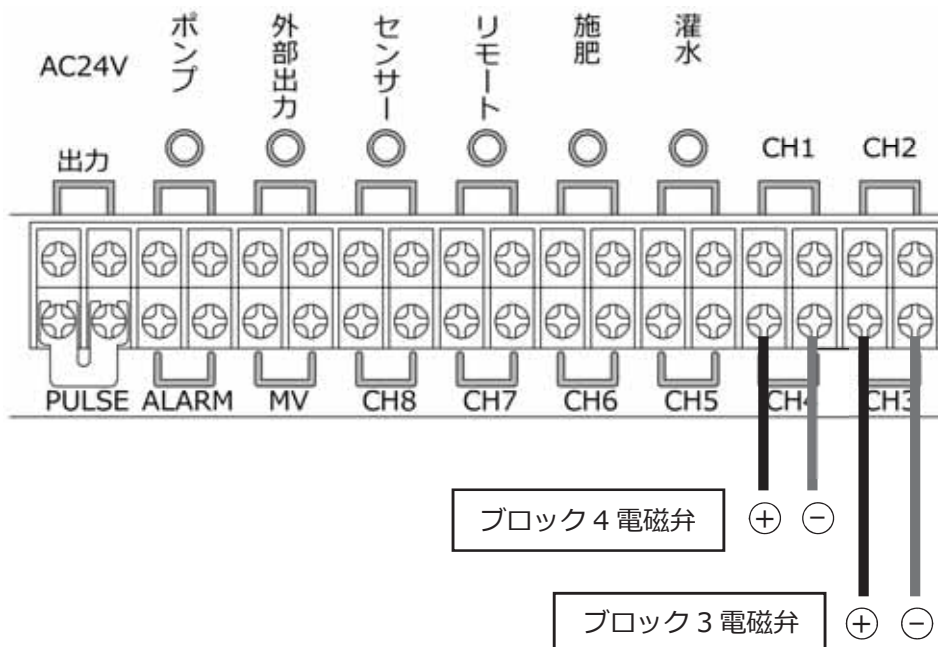 AC24V
出力
ポンプ
外部出力
センサー
リモート
施肥
灌水
CH1
CH2
PULSE ALARM MV CH8 CH7 CH6 CH5 CH4 CH3
ブロック4電磁弁 + −
ブロック3電磁弁 + −